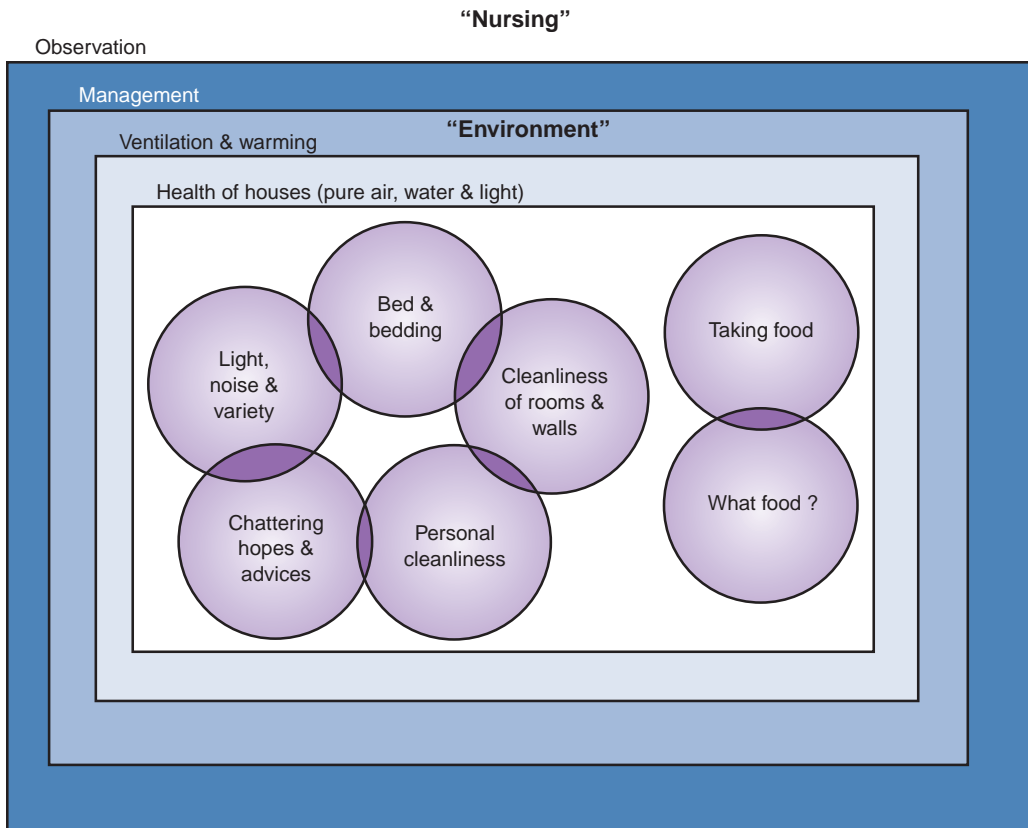 “Nursing”
Observation
Management
“Environment”
Ventilation & warming
Health of houses (pure air, water & light)
Bed &
bedding
Light,
noise &
variety
Cleanliness
of rooms &
walls
Taking food
Chattering
hopes &
advices
Personal
cleanliness
What food ?